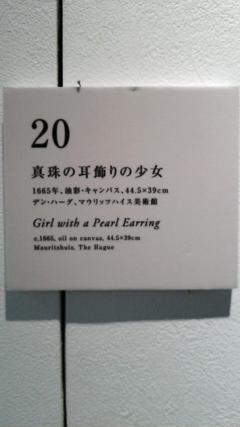 20
真珠の耳飾りの少女
1665年、油彩・キャンバス、44.5×39cm
デン・ハーグ、マウリッツハイス美術館
Girl with a Pearl Earring
c.1665, oil on canvas, 44.5×39cm
Mauritshuis, The Hague